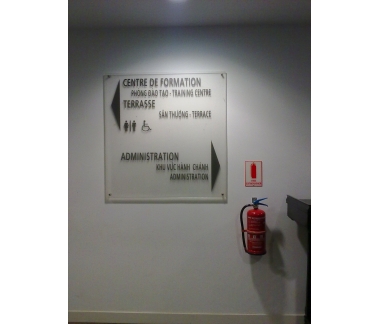 CENTRE DE FORMATION
PHÒNG ĐÀO TẠO - TRAINING CENTRE
TERRASSE
SÂN THƯỢNG - TERRACE
ADMINISTRATION
KHU VỰC HÀNH CHÁNH
ADMINISTRATION